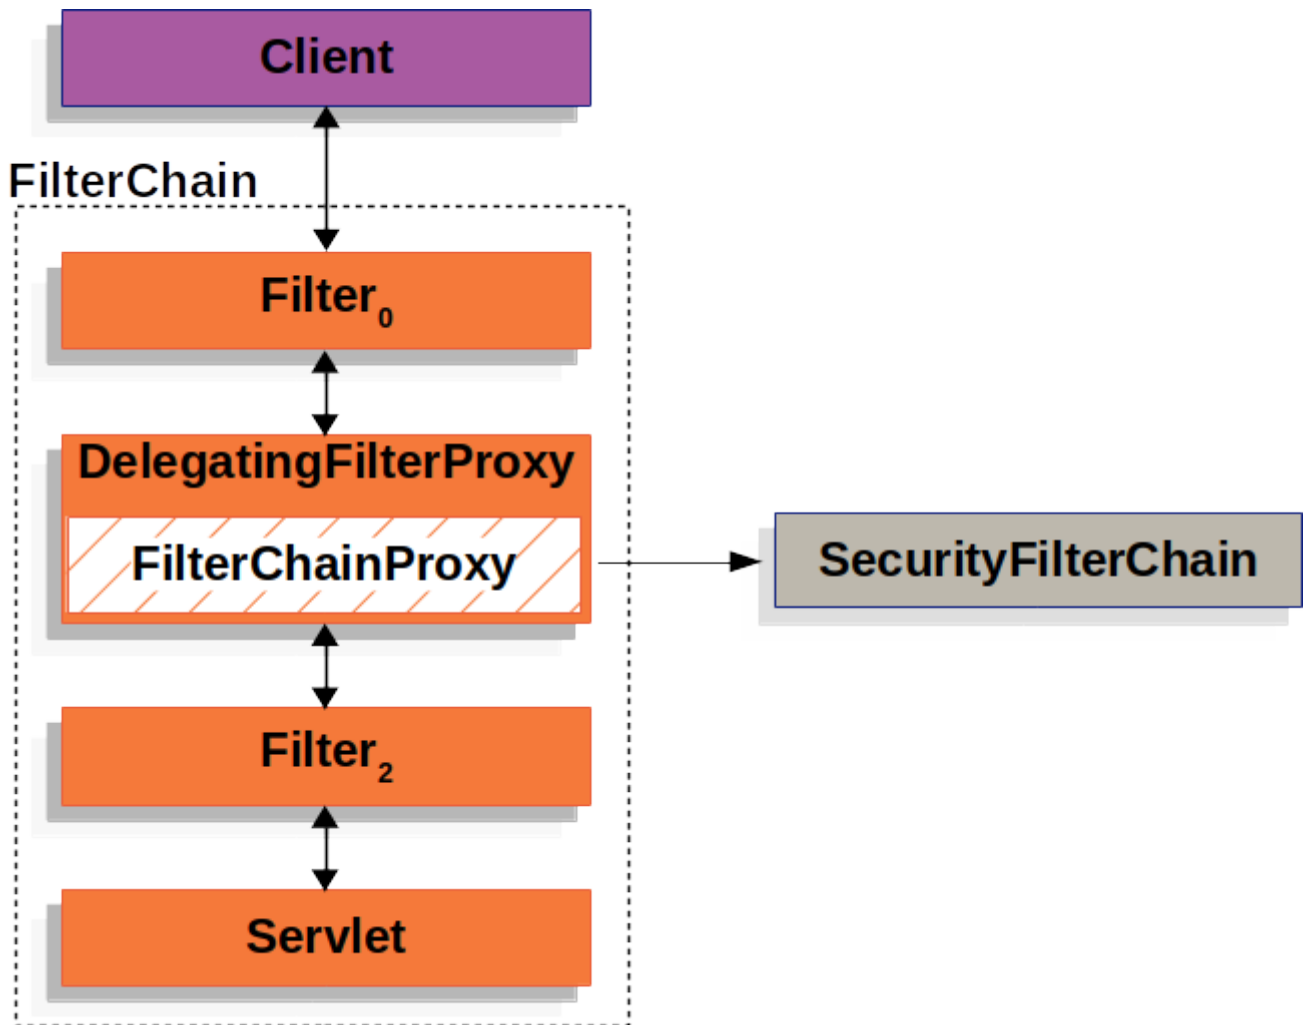 Client
FilterChain
Filter0
DelegatingFilterProxy
FilterChainProxy
SecurityFilterChain
Filter2
Servlet